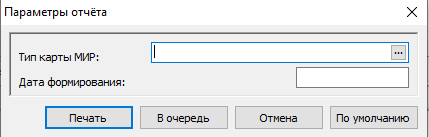 Параметры отчёта
Тип карты МИР:
...
Дата формирования:
Печать В очередь Отмена По умолчанию